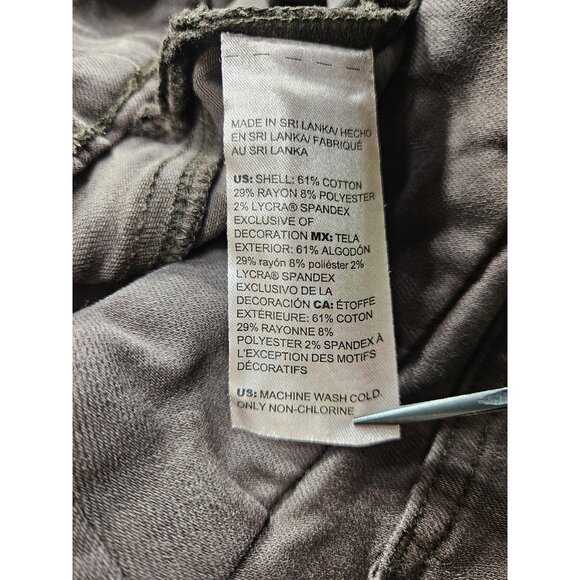 MADE IN SRI LANKA/ HECHO
EN SRI LANKA/ FABRIQUÉ
AU SRI LANKA
US: SHELL: 61% COTTON
29% RAYON 8% POLYESTER
2% LYCRA® SPANDEX
EXCLUSIVE OF
DECORATION MX: TELA
EXTERIOR: 61% ALGODÓN
29% rayón 8% poliéster 2%
LYCRA® SPANDEX
EXCLUSIVO DE LA
DECORACIÓN CA: ÉTOFFE
EXTÉRIEURE: 61% COTON
29% RAYONNE 8%
POLYESTER 2% SPANDEX À
L'EXCEPTION DES MOTIFS
DÉCORATIFS
US: MACHINE WASH COLD.
ONLY NON-CHLORINE